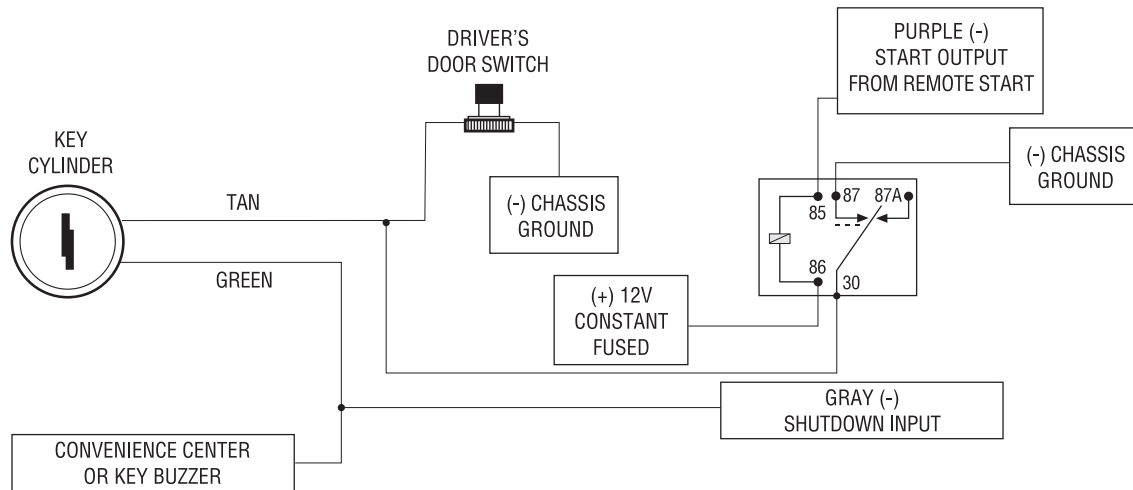 PURPLE (-)
START OUTPUT
FROM REMOTE START
DRIVER'S
DOOR SWITCH
KEY
CYLINDER
(-) CHASSIS
GROUND
TAN
(-) CHASSIS
GROUND
87
87A
85
GREEN
86
30
(+) 12V
CONSTANT
FUSED
GRAY (-)
SHUTDOWN INPUT
CONVENIENCE CENTER
OR KEY BUZZER